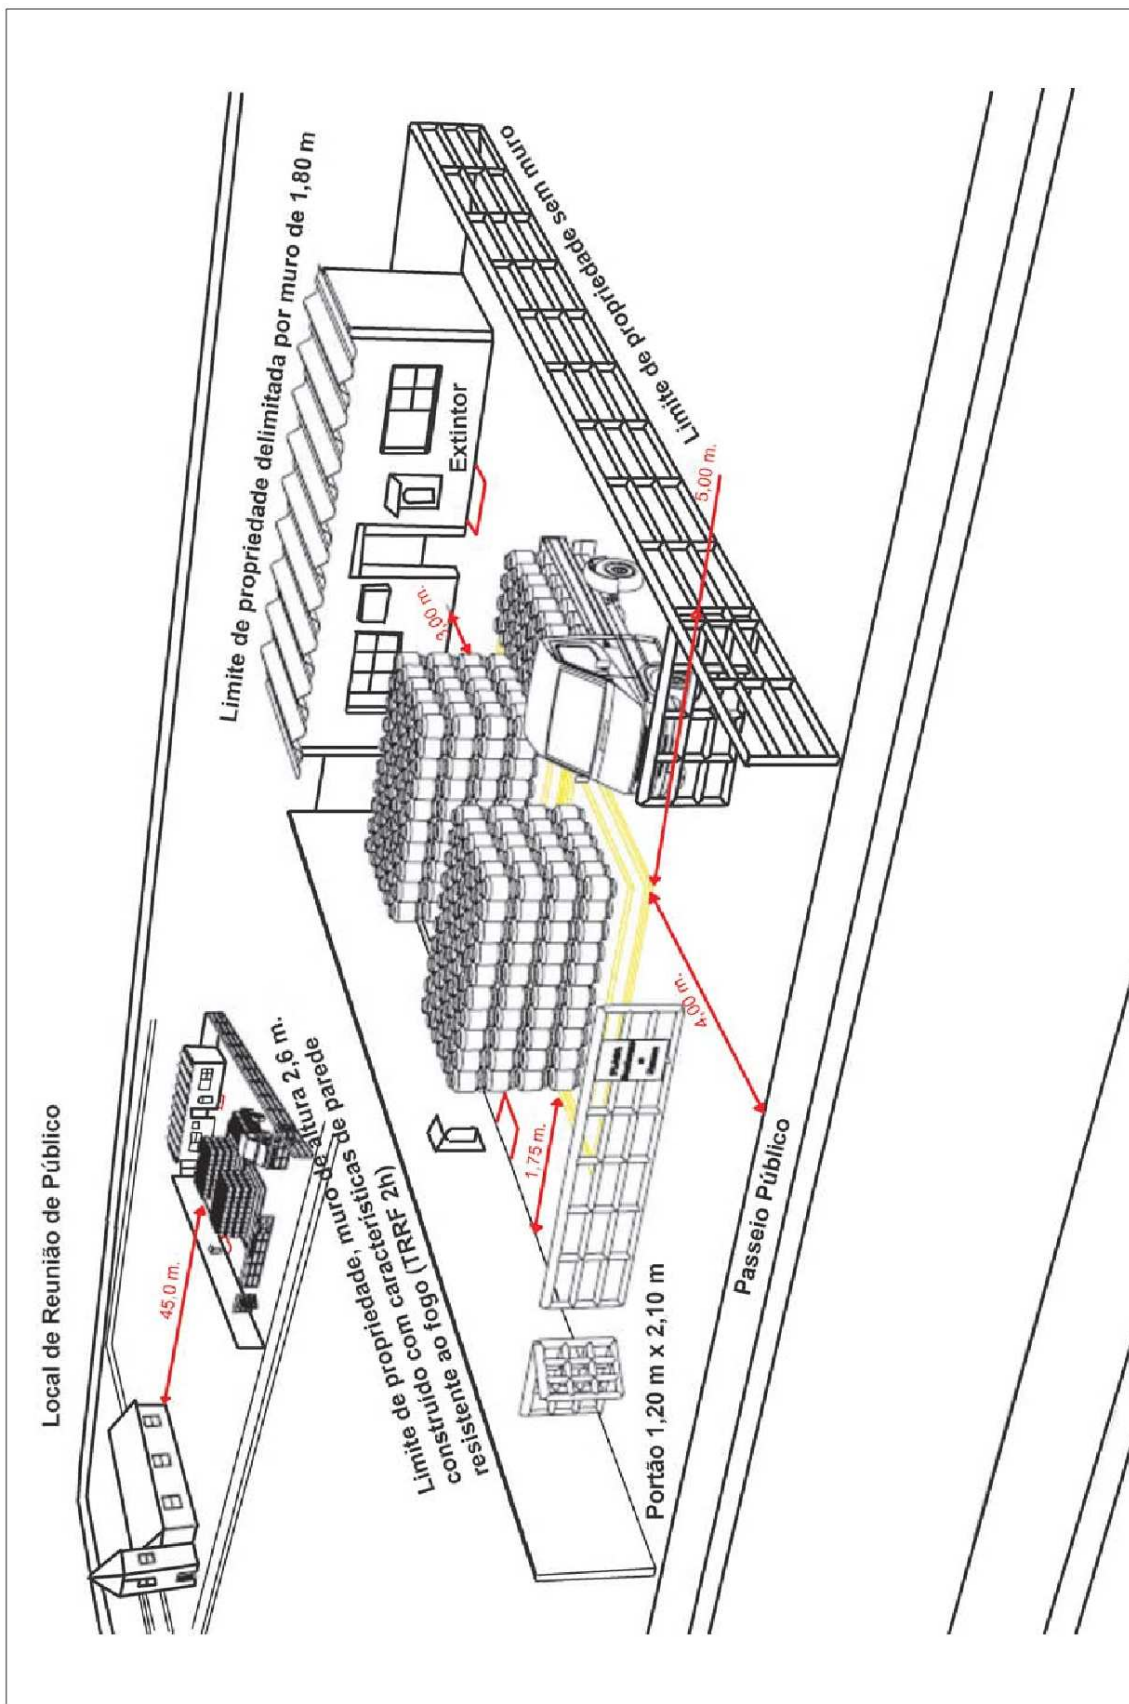 Local de Reunião de Público
45,0 m.
Limite de propriedade delimitada por muro de 1,80 m
Limite de propriedade, muro de altura 2,6 m.
construído com características de parede
resistente ao fogo (TRRF 2h)
Extintor
3,00 m.
Limite de propriedade sem muro
5,00 m.
1,75 m.
4,00 m.
Portão 1,20 m x 2,10 m
Passeio Público